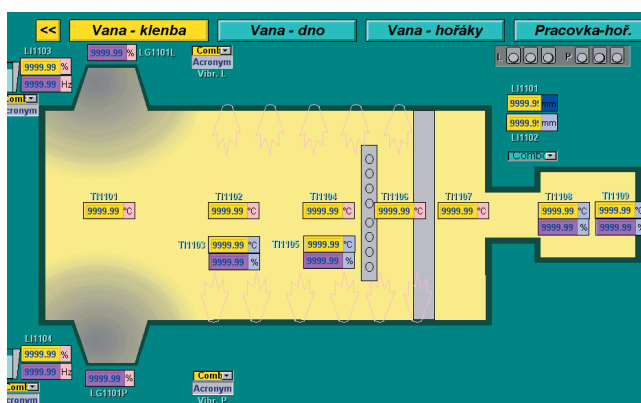 << Vana - klenba Vana - dno Vana - hořáky Pracovka-hoř.
LI1103 9999.99 % LG1101L Comb
9999.99 % Acronym L P
9999.99 Hz Vibr. L
Comb LI1101
cronym 9999.99 mm
9999.99 mm
LI1102
Combo
TI1101 TI1102 TI1104 TI1106 TI1107 TI1108 TI1109
9999.99 °C 9999.99 °C 9999.99 °C 9999.99 °C 9999.99 °C 9999.99 °C 9999.99 °C
9999.99 % 9999.99 %
TI1103 9999.99 °C TI1105 9999.99 °C
9999.99 % 9999.99 %
LI1104
9999.99 %
9999.99 Hz
Comb 9999.99 % Comb
cronym LG1101P Acronym
Vibr. P